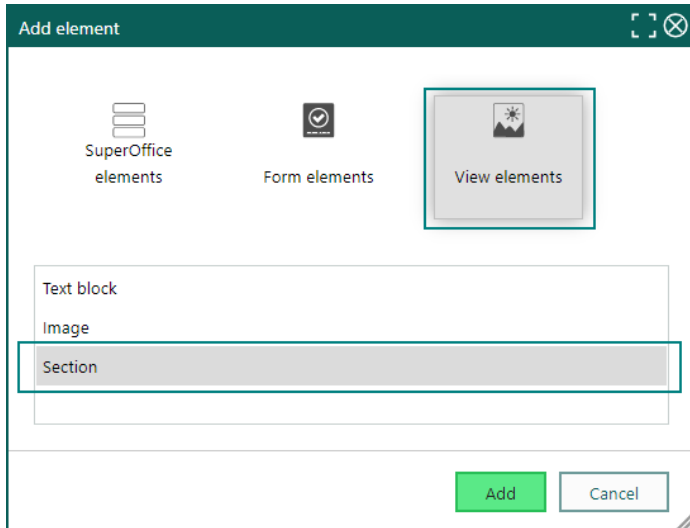 Add element
SuperOffice
elements
Form elements
View elements
Text block
Image
Section
Add
Cancel